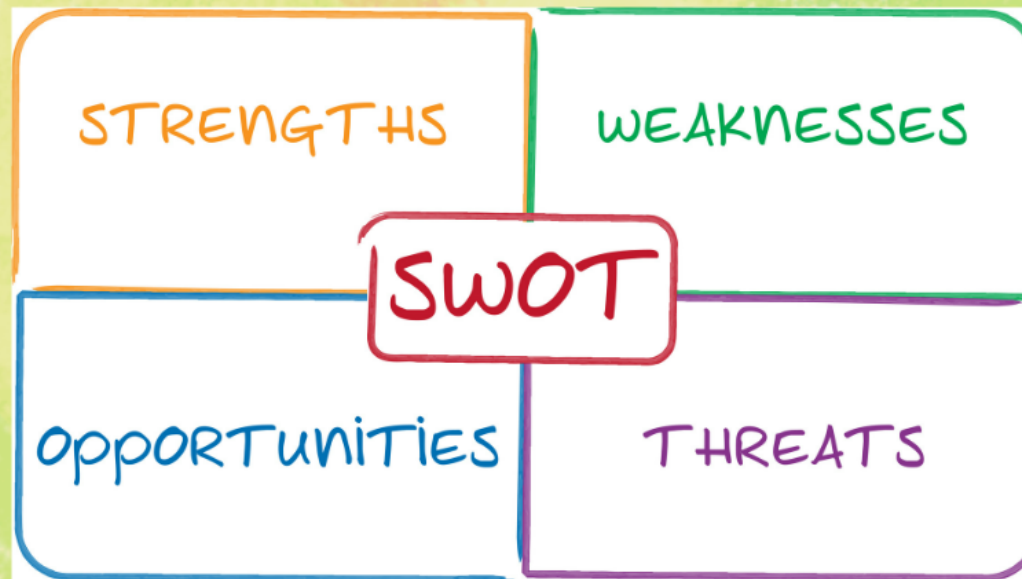 STRENGTHS
WEAKNESSES
SWOT
OPPORTUNITIES
THREATS